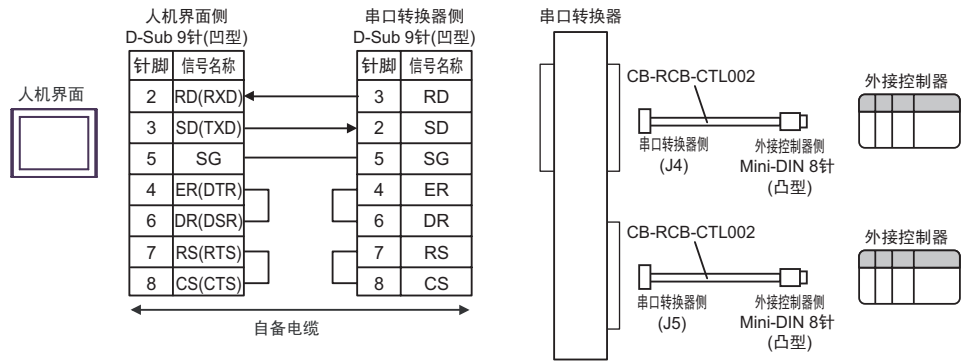 人机界面
人机界面侧
D-Sub 9针(凹型)
针脚 信号名称
2 RD(RXD)
3 SD(TXD)
5 SG
4 ER(DTR)
6 DR(DSR)
7 RS(RTS)
8 CS(CTS)
串口转换器侧
D-Sub 9针(凹型)
针脚 信号名称
3 RD
2 SD
5 SG
4 ER
6 DR
7 RS
8 CS
自备电缆
串口转换器
CB-RCB-CTL002
串口转换器侧
(J4)
外接控制器侧
Mini-DIN 8针
(凸型)
外接控制器
CB-RCB-CTL002
串口转换器侧
(J5)
外接控制器侧
Mini-DIN 8针
(凸型)
外接控制器